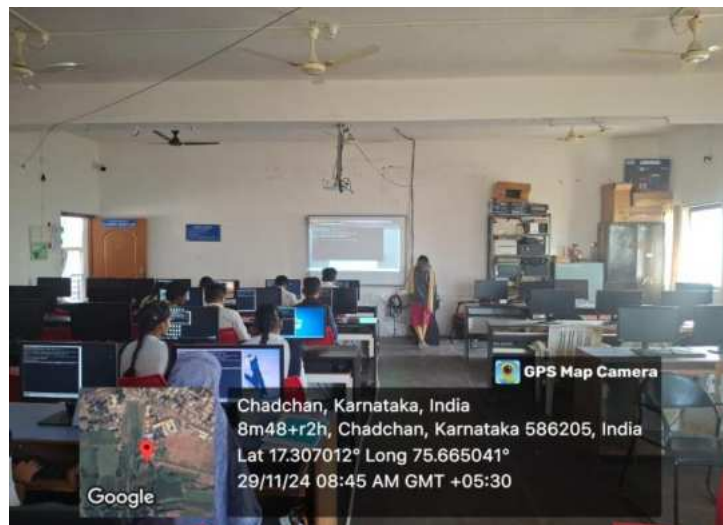 GPS Map Camera
Chadchan, Karnataka, India
8m48+r2h, Chadchan, Karnataka 586205, India
Lat 17.307012° Long 75.665041°
29/11/24 08:45 AM GMT +05:30
Google